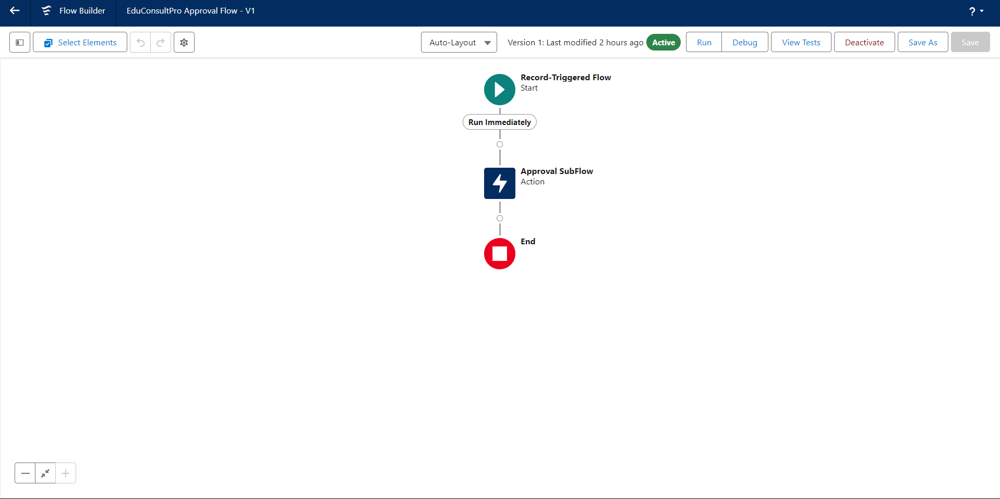 Flow Builder
EduConsultPro Approval Flow - V1
?
Select Elements
Auto-Layout
Version 1: Last modified 2 hours ago
Active
Run
Debug
View Tests
Deactivate
Save As
Save
Record-Triggered Flow
Start
Run Immediately
Approval SubFlow
Action
End